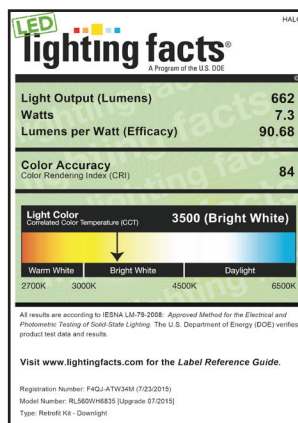 HALO
LED
lighting facts®
A Program of the U.S. DOE
Light Output (Lumens) 662
Watts 7.3
Lumens per Watt (Efficacy) 90.68
Color Accuracy
Color Rendering Index (CRI) 84
Light Color
Correlated Color Temperature (CCT) 3500 (Bright White)
Warm White Bright White Daylight
2700K 3000K 4500K 6500K
All results are according to IESNA LM-79-2008: Approved Method for the Electrical and
Photometric Testing of Solid-State Lighting. The U.S. Department of Energy (DOE) verifies
product test data and results.
Visit www.lightingfacts.com for the Label Reference Guide.
Registration Number: F4QJ-ATW34M (7/23/2015)
Model Number: RL560WH6835 [Upgrade 07/2015]
Type: Retrofit Kit - Downlight